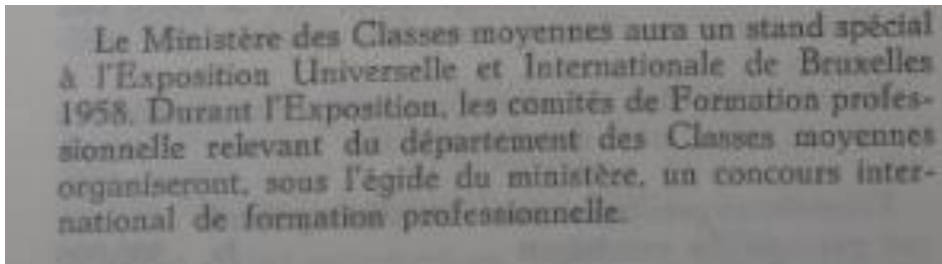 Le Ministère des Classes moyennes aura un stand spécial
à l'Exposition Universelle et Internationale de Bruxelles
1958. Durant l'Exposition, les comités de Formation profes-
sionnelle relevant du département des Classes moyennes
organiseront, sous l'égide du ministère, un concours inter-
national de formation professionnelle.